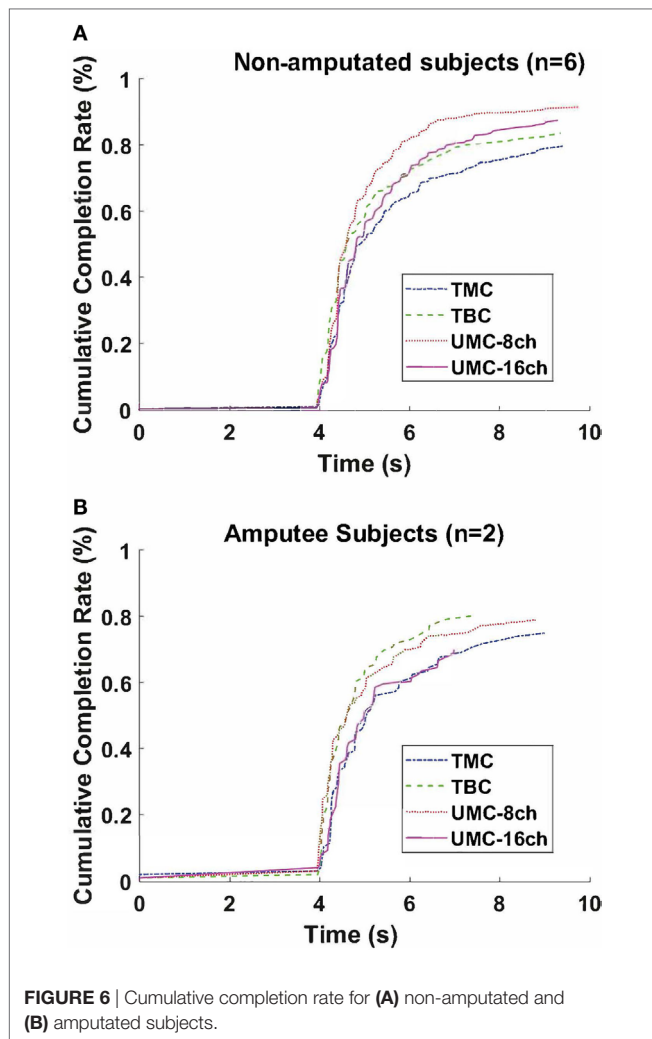 A
Non-amputated subjects (n=6)
Cumulative Completion Rate (%)
1
0.8
0.6
0.4
0.2
0
TMC
TBC
UMC-8ch
UMC-16ch
0 2 4 6 8 10
Time (s)
B
Amputee Subjects (n=2)
Cumulative Completion Rate (%)
1
0.8
0.6
0.4
0.2
0
TMC
TBC
UMC-8ch
UMC-16ch
0 2 4 6 8 10
Time (s)
FIGURE 6 | Cumulative completion rate for (A) non-amputated and
(B) amputated subjects.